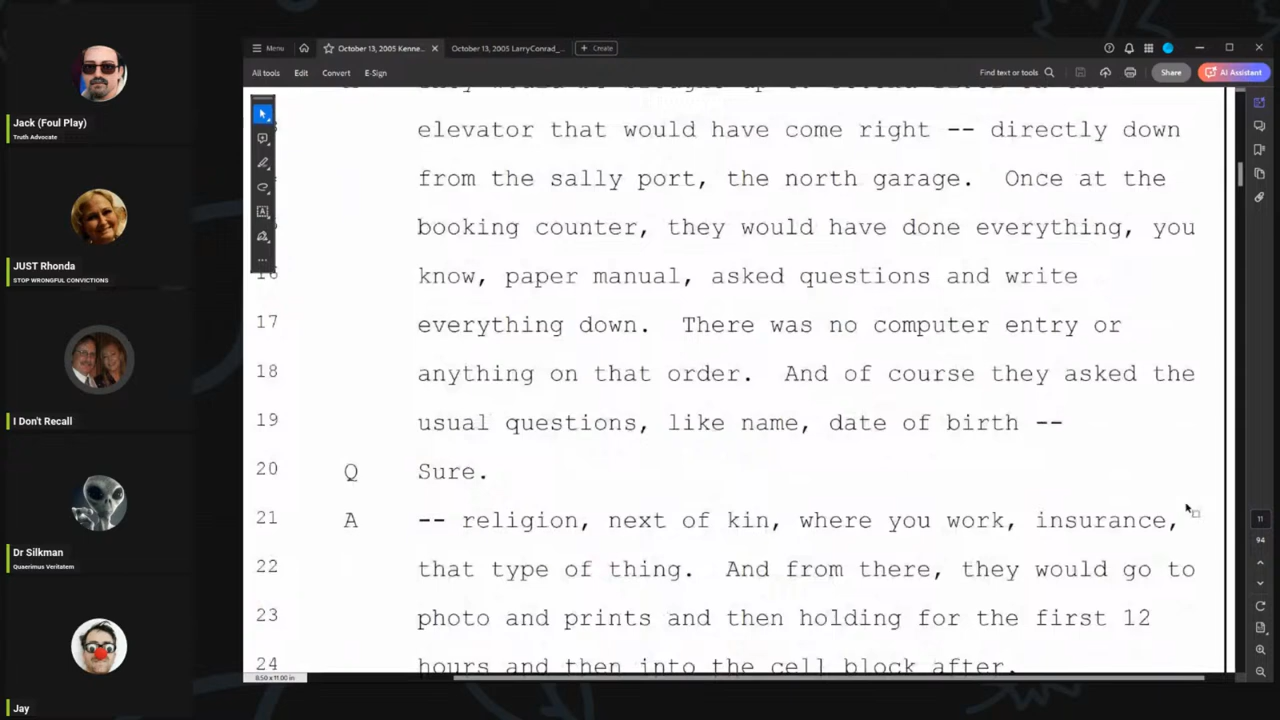 Jack (Foul Play)
Truth Advocate
JUST Rhonda
STOP WRONGFUL CONVICTIONS
I Don't Recall
Dr Silkman
Quaerimus Veritatem
Jay
Menu
October 13, 2005 Kenne...
October 13, 2005 LarryConrad_...
Create
All tools
Edit
Convert
E-Sign
Find text or tools
Share
AI Assistant
elevator that would have come right -- directly down
from the sally port, the north garage. Once at the
booking counter, they would have done everything, you
know, paper manual, asked questions and write
17 everything down. There was no computer entry or
18 anything on that order. And of course they asked the
19 usual questions, like name, date of birth --
20 Q Sure.
21 A -- religion, next of kin, where you work, insurance,
22 that type of thing. And from there, they would go to
23 photo and prints and then holding for the first 12
24 hours and then into the cell block after.
8.50 x 11.00 in
11
94